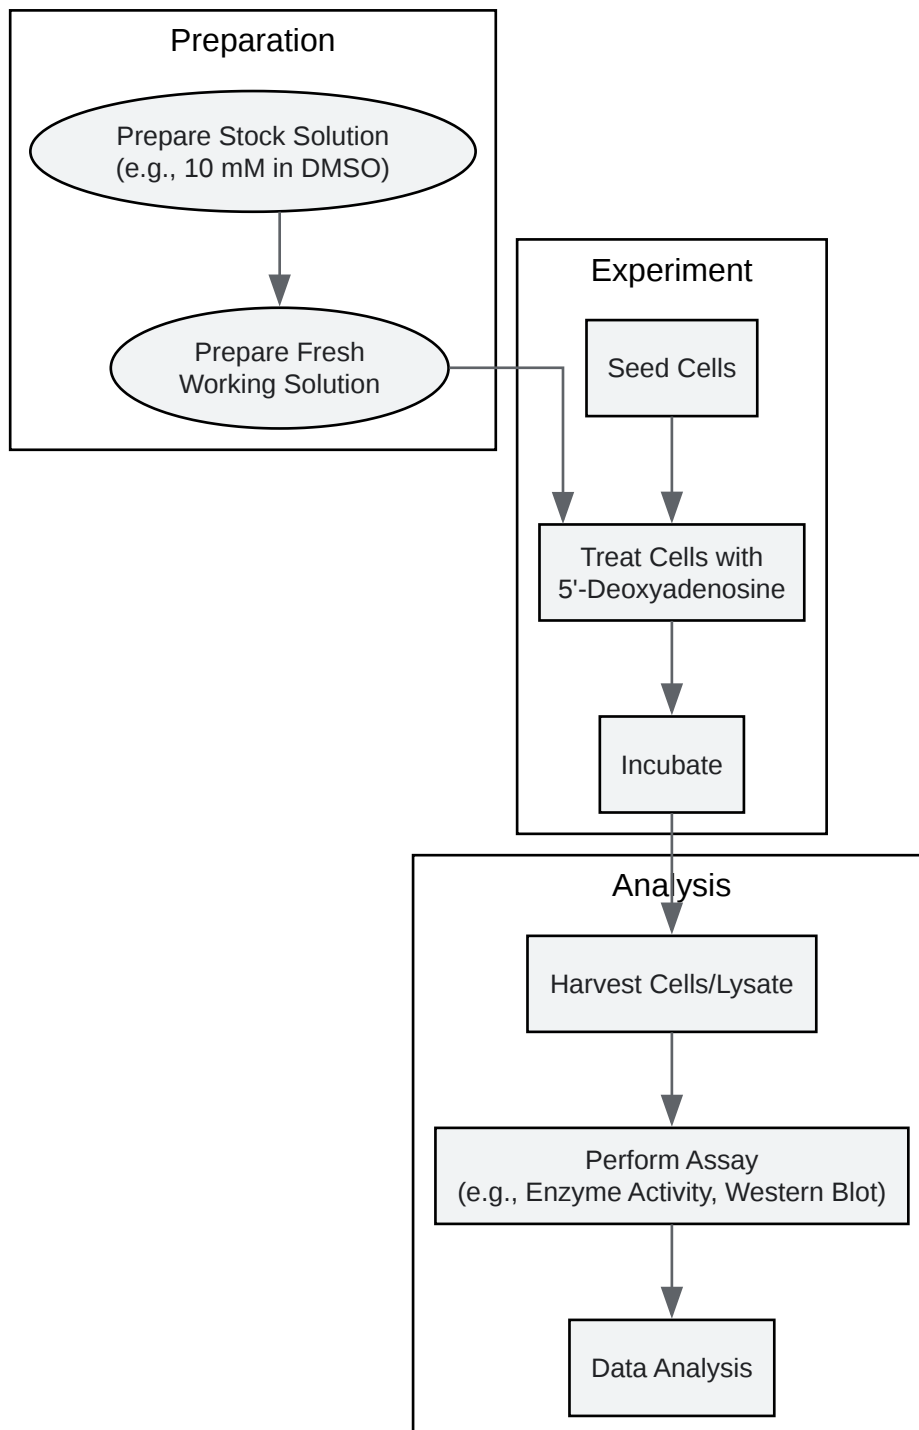 Preparation
Prepare Stock Solution
(e.g., 10 mM in DMSO)
Prepare Fresh
Working Solution
Experiment
Seed Cells
Treat Cells with
5'-Deoxyadenosine
Incubate
Analysis
Harvest Cells/Lysate
Perform Assay
(e.g., Enzyme Activity, Western Blot)
Data Analysis